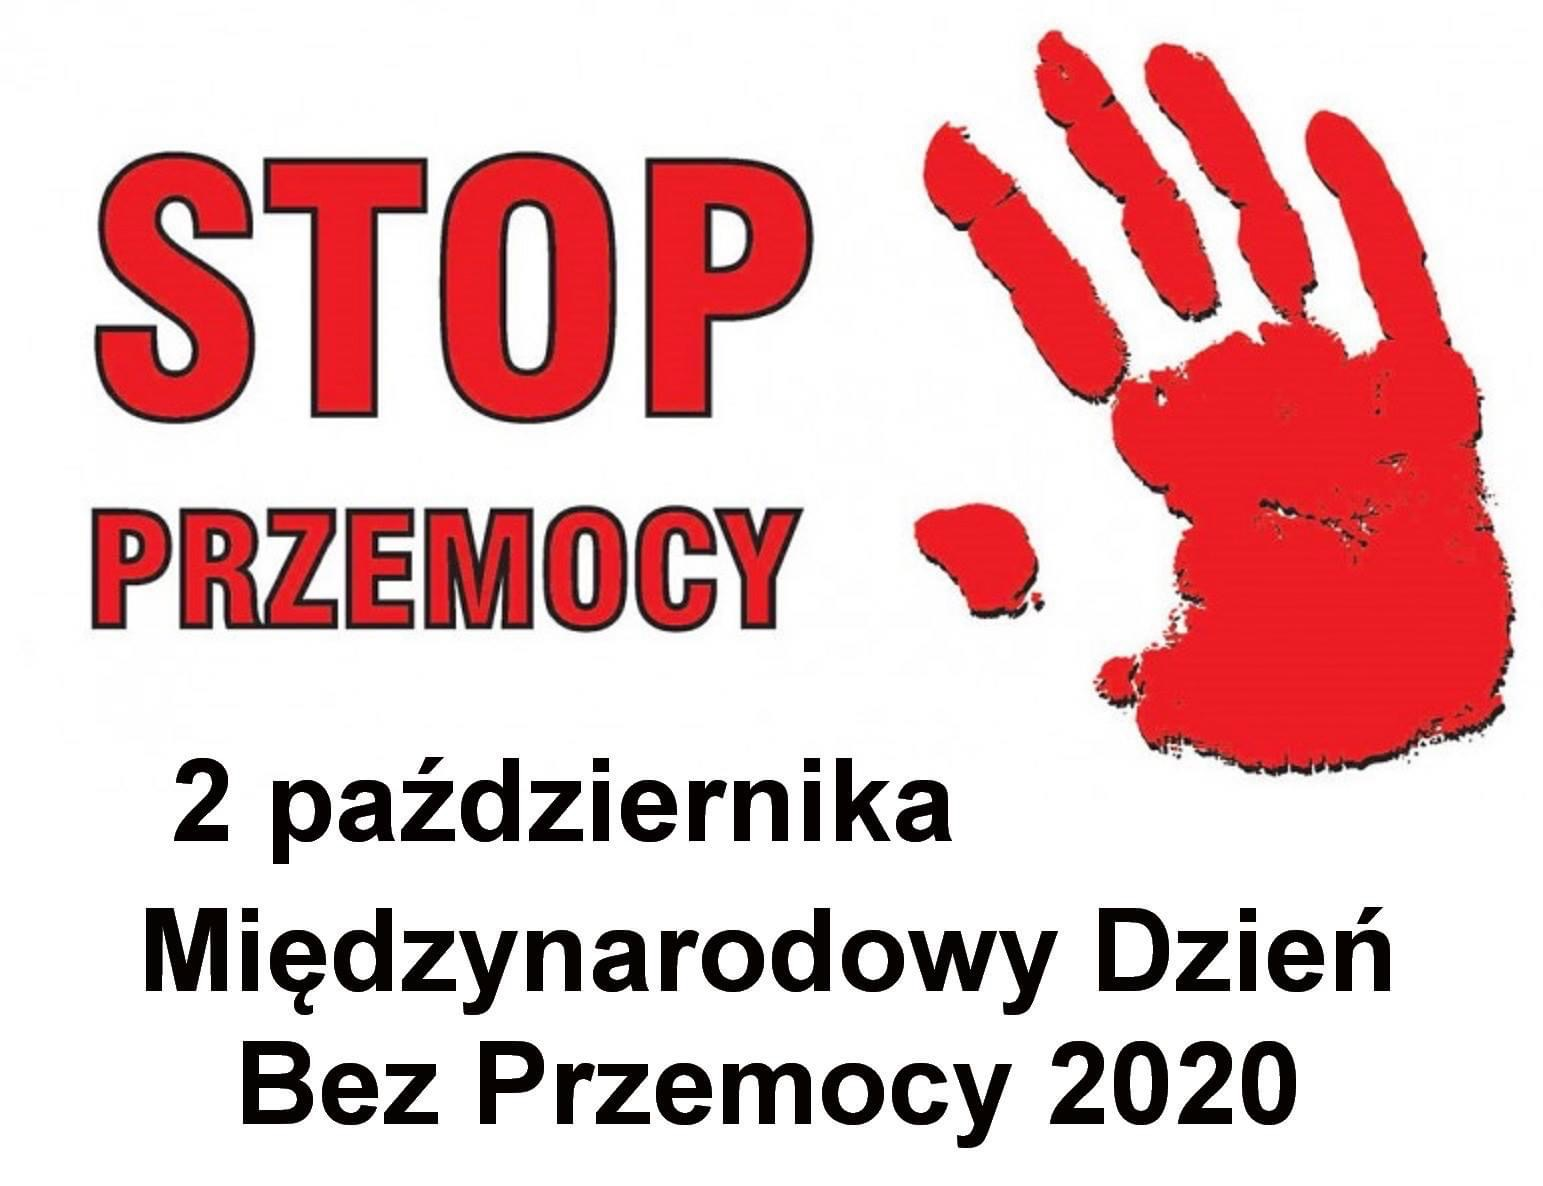 STOP
PRZEMOCY
2 października
Międzynarodowy Dzień
Bez Przemocy 2020